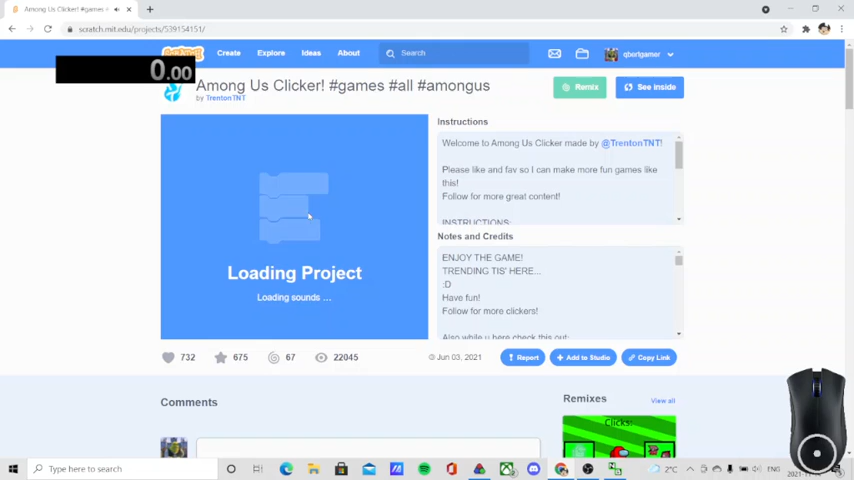 Among Us Clicker! #games #
scratch.mit.edu/projects/539154151/
SCRATCH
Create
Explore
Ideas
About
Search
qbertgamer
0.00
Among Us Clicker! #games #all #amongus
by TrentonTNT
Remix
See inside
Loading Project
Loading sounds ...
Instructions
Welcome to Among Us Clicker made by @TrentonTNT!
Please like and fav so I can make more fun games like
this!
Follow for more great content!
INSTRUCTIONS:
Notes and Credits
ENJOY THE GAME!
TRENDING TIS' HERE...
:D
Have fun!
Follow for more clickers!
Also while u here check this out:
732
675
67
22045
© Jun 03, 2021
Report
Add to Studio
Copy Link
Comments
Remixes
View all
Clicks:
Type here to search
2°C
ENG